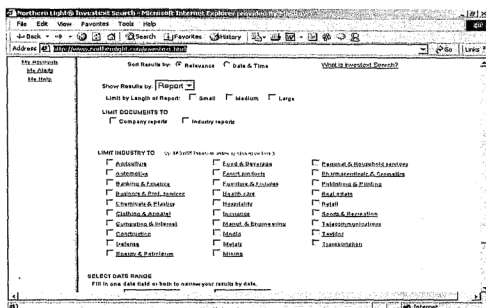 Northern Light® Investext Search - Microsoft Internet Explorer
File Edit View Favorites Tools Help
Back Search Favorites History
Address Go Links
My Accounts
My Alerts
My Help
Sort Results by: Relevance Date & Time
What is Investext Search?
Show Results by: Report
Limit by Length of Report: Small Medium Large
LIMIT DOCUMENTS TO
Company reports Industry reports
LIMIT INDUSTRY TO
Agriculture Food & Beverage Personal & Household services
Automotive Forest products Pharmaceuticals & Cosmetics
Banking & Finance Furniture & Fixtures Publishing & Printing
Business & Prof. services Health care Real estate
Chemicals & Plastics Hospitality Retail
Clothing & Apparel Insurance Sports & Recreation
Computing & Internet Manuf. & Engineering Telecommunications
Construction Media Textiles
Defense Metals Transportation
Energy & Petroleum Mining
SELECT DATE RANGE
Fill in one date field or both to narrow your results by date.
Internet